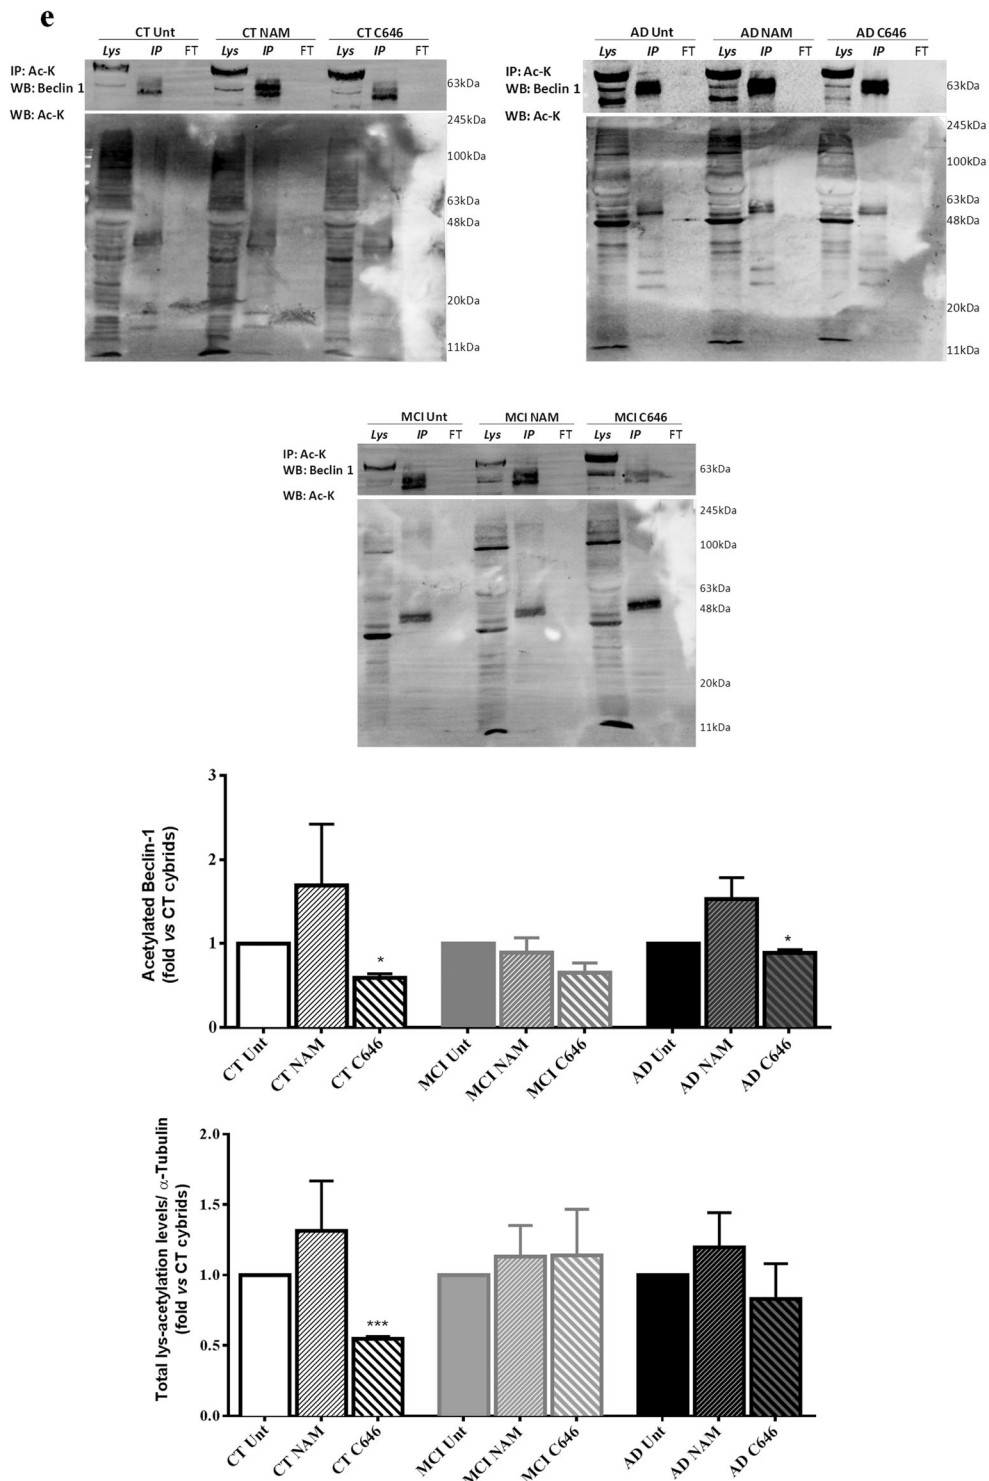 e
CT Unt CT NAM CT C646
Lys IP FT Lys IP FT Lys IP FT
IP: Ac-K
WB: Beclin 1
63kDa
WB: Ac-K
245kDa
100kDa
63kDa
48kDa
20kDa
11kDa
AD Unt AD NAM AD C646
Lys IP FT Lys IP FT Lys IP FT
IP: Ac-K
WB: Beclin 1
63kDa
WB: Ac-K
245kDa
100kDa
63kDa
48kDa
20kDa
11kDa
MCI Unt MCI NAM MCI C646
Lys IP FT Lys IP FT Lys IP FT
IP: Ac-K
WB: Beclin 1
63kDa
WB: Ac-K
245kDa
100kDa
63kDa
48kDa
20kDa
11kDa
Acetylated Beclin-1
(fold vs CT cybrids)
3
2
1
0
*
*
CT Unt
CT NAM
CT C646
MCI Unt
MCI NAM
MCI C646
AD Unt
AD NAM
AD C646
Total lys-acetylation levels/ α-Tubulin
(fold vs CT cybrids)
2.0
1.5
1.0
0.5
0.0
***
CT Unt
CT NAM
CT C646
MCI Unt
MCI NAM
MCI C646
AD Unt
AD NAM
AD C646